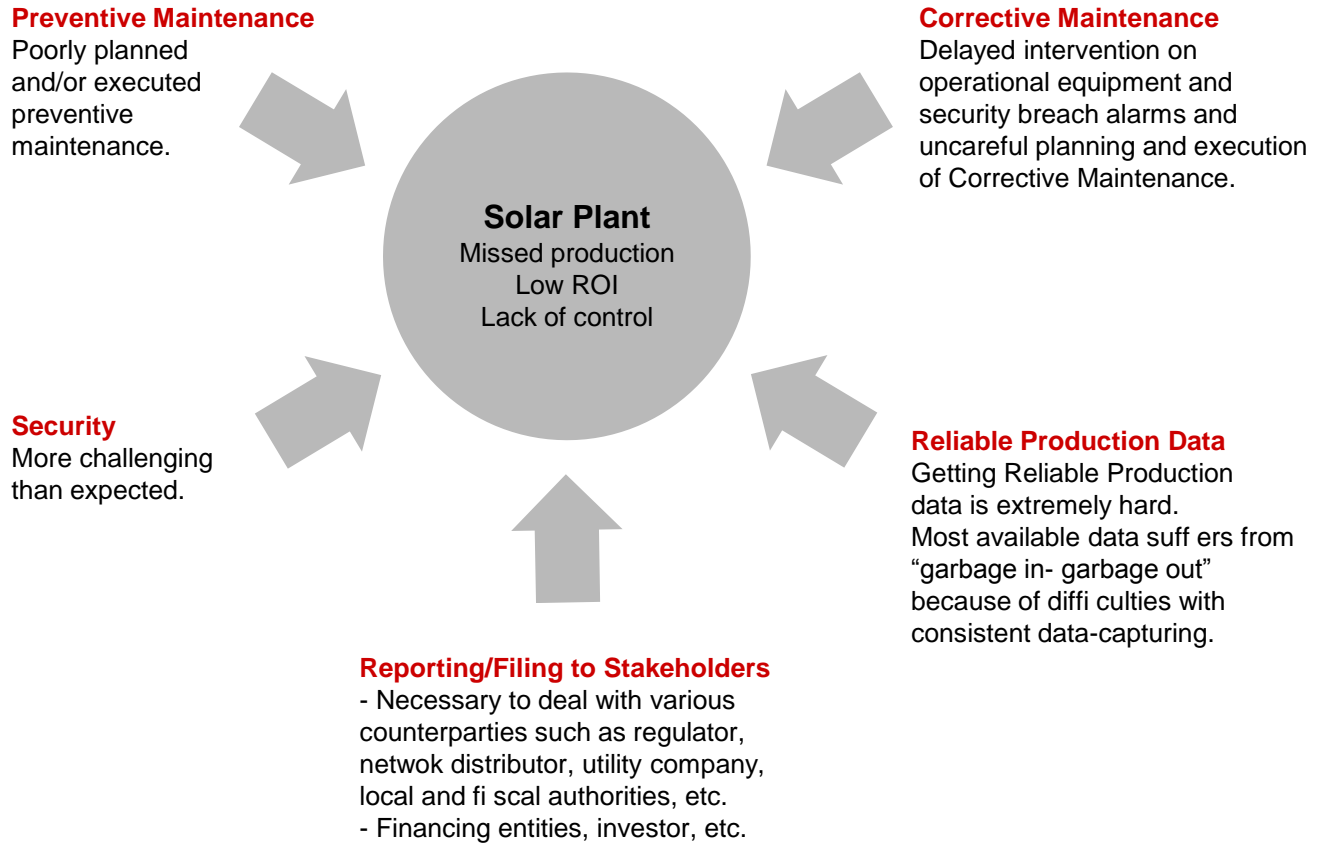 Preventive Maintenance
Poorly planned
and/or executed
preventive
maintenance.
Corrective Maintenance
Delayed intervention on
operational equipment and
security breach alarms and
uncareful planning and execution
of Corrective Maintenance.
Solar Plant
Missed production
Low ROI
Lack of control
Security
More challenging
than expected.
Reliable Production Data
Getting Reliable Production
data is extremely hard.
Most available data suff ers from
“garbage in- garbage out”
because of diffi culties with
consistent data-capturing.
Reporting/Filing to Stakeholders
- Necessary to deal with various
counterparties such as regulator,
netwok distributor, utility company,
local and fi scal authorities, etc.
- Financing entities, investor, etc.